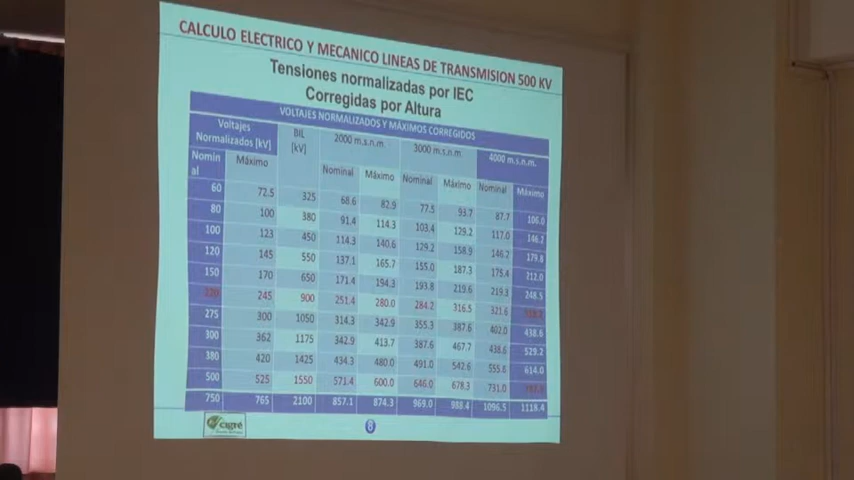 CALCULO ELECTRICO Y MECANICO LINEAS DE TRANSMISION 500 KV
Tensiones normalizadas por IEC
Corregidas por Altura
VOLTAJES NORMALIZADOS Y MÁXIMOS CORREGIDOS
Voltajes Normalizados [kV] BIL [kV] 2000 m.s.n.m. 3000 m.s.n.m. 4000 m.s.n.m.
Nominal Máximo Nominal Máximo Nominal Máximo Nominal Máximo
60 72.5 325 68.6 82.9 77.5 93.7 87.7 106.0
80 100 380 91.4 114.3 103.4 129.2 117.0 146.2
100 123 450 114.3 140.6 129.2 158.9 146.2 179.8
120 145 550 137.1 165.7 155.0 187.3 175.4 212.0
150 170 650 171.4 194.3 193.8 219.6 219.3 248.5
245 900 251.4 280.0 284.2 316.5 321.6
275 300 1050 314.3 342.9 355.3 387.6 402.0 438.6
300 362 1175 342.9 413.7 387.6 467.7 438.6 529.2
380 420 1425 434.3 480.0 491.0 542.6 555.6 614.0
500 525 1550 571.4 600.0 646.0 678.3 731.0
750 765 2100 857.1 874.3 969.0 988.4 1096.5 1118.4
cigré
8